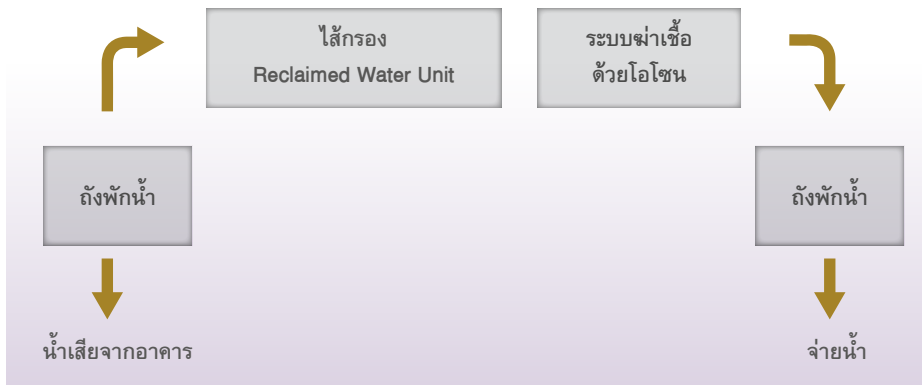 ไส้กรอง
Reclaimed Water Unit
ระบบฆ่าเชื้อ
ด้วยโอโซน
ถังพักน้ำ
ถังพักน้ำ
น้ำเสียจากอาคาร
จ่ายน้ำ